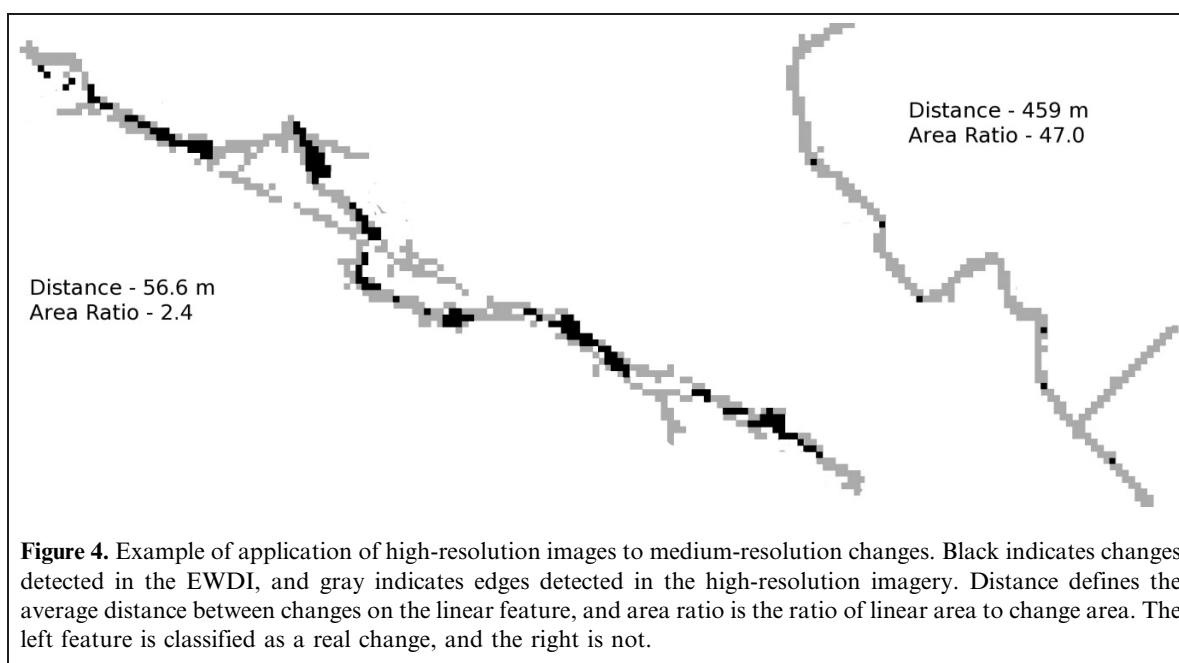 Distance - 459 m
Area Ratio - 47.0
Distance - 56.6 m
Area Ratio - 2.4
Figure 4. Example of application of high-resolution images to medium-resolution changes. Black indicates changes
detected in the EWDI, and gray indicates edges detected in the high-resolution imagery. Distance defines the
average distance between changes on the linear feature, and area ratio is the ratio of linear area to change area. The
left feature is classified as a real change, and the right is not.